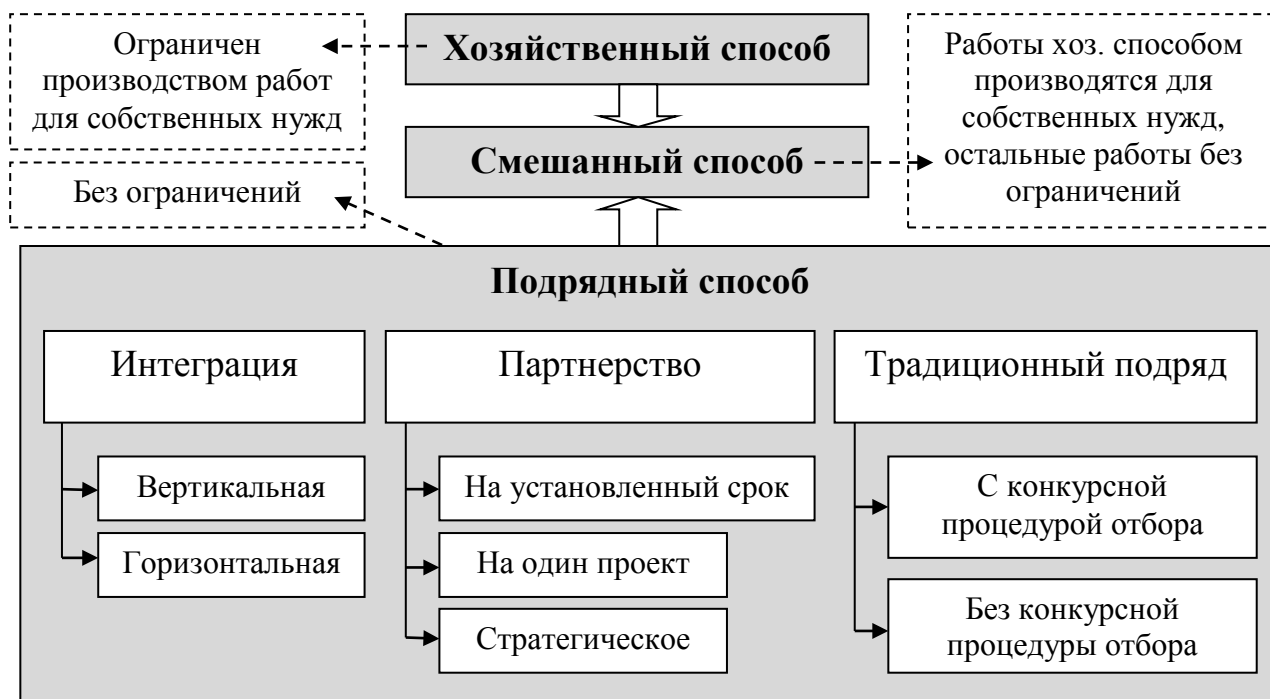 Ограничен
производством работ
для собственных нужд
Хозяйственный способ
Работы хоз. способом
производятся для
собственных нужд,
остальные работы без
ограничений
Смешанный способ
Без ограничений
Подрядный способ
Интеграция
Вертикальная
Горизонтальная
Партнерство
На установленный срок
На один проект
Стратегическое
Традиционный подряд
С конкурсной
процедурой отбора
Без конкурсной
процедуры отбора